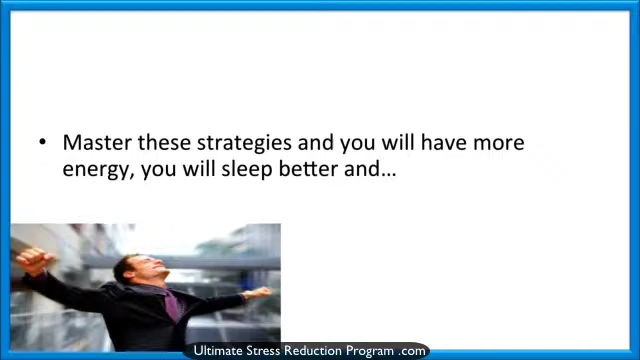 • Master these strategies and you will have more
energy, you will sleep better and...
Ultimate Stress Reduction Program .com